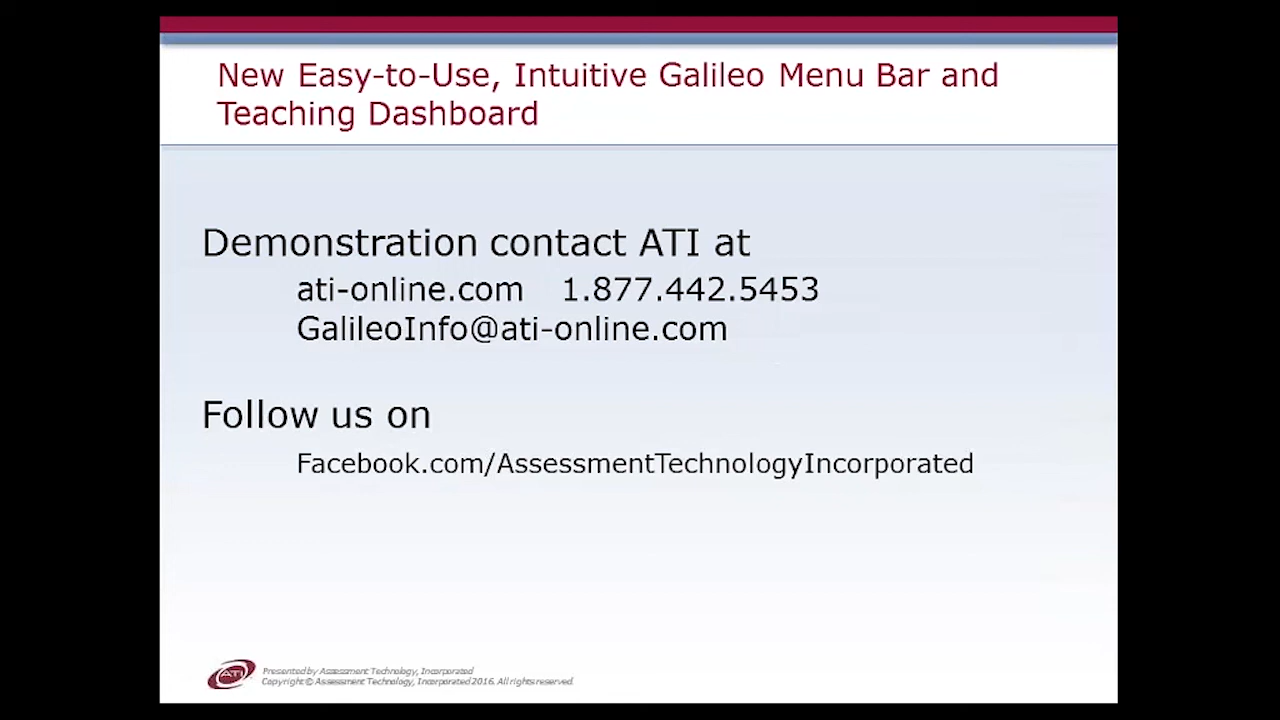 New Easy-to-Use, Intuitive Galileo Menu Bar and
Teaching Dashboard
Demonstration contact ATI at
ati-online.com 1.877.442.5453
GalileoInfo@ati-online.com
Follow us on
Facebook.com/AssessmentTechnologyIncorporated
ATI
Presented by Assessment Technology, Incorporated
Copyright © Assessment Technology, Incorporated 2016. All rights reserved.